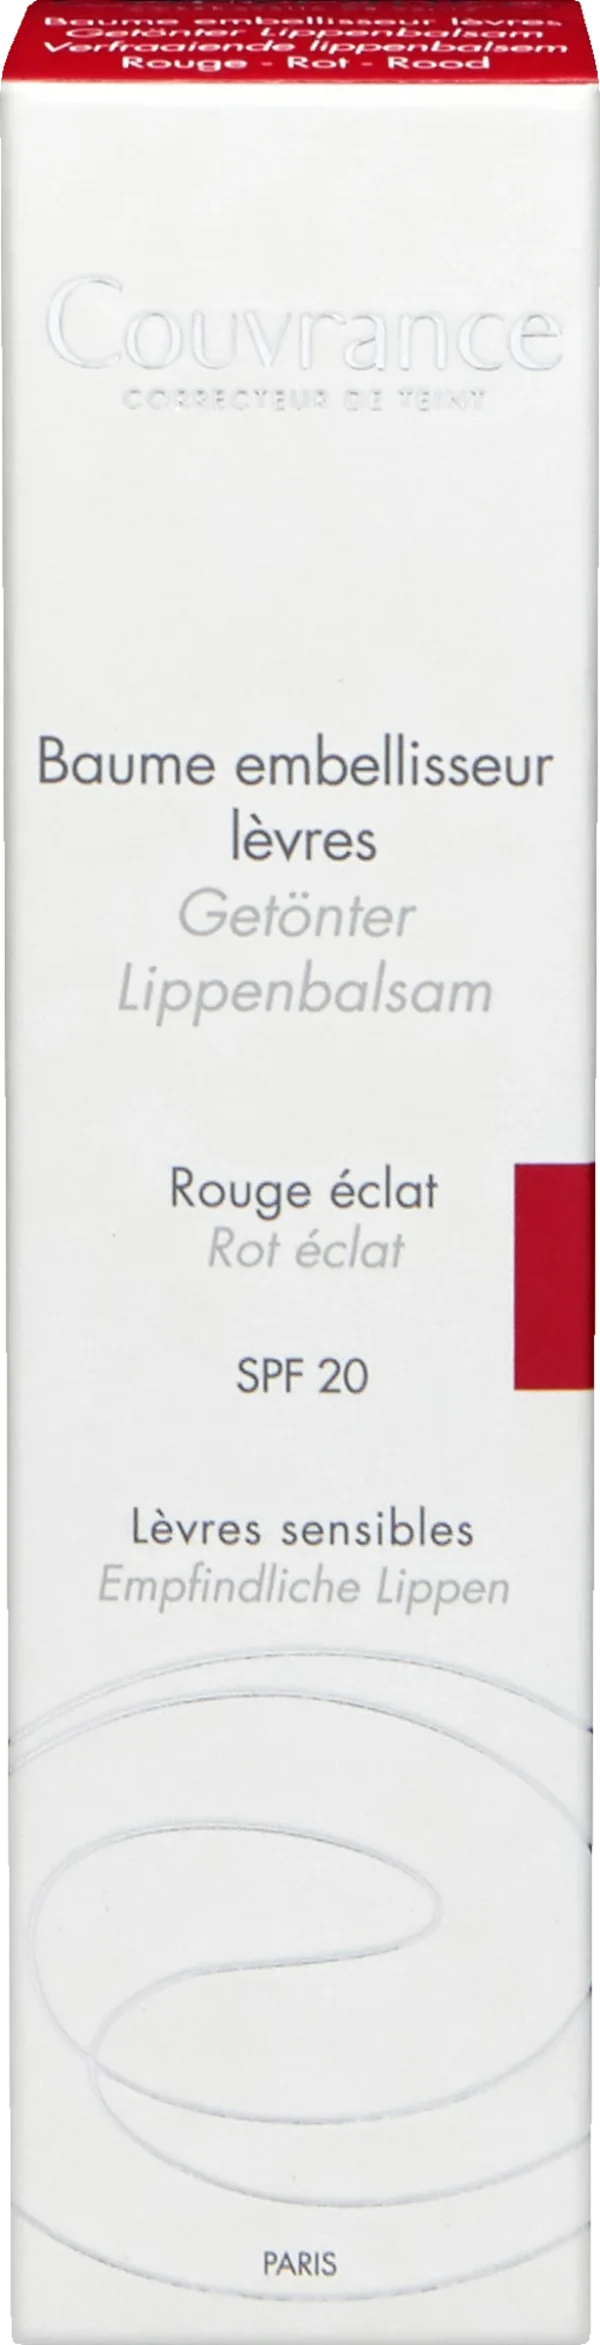 Baume embellisseur lèvres
Getönter Lippenbalsam
Verfraaiende lippenbalsem
Rouge - Rot - Rood
Couvrance
CORRECTEUR DE TEINT
Baume embellisseur
lèvres
Getönter
Lippenbalsam
Rouge éclat
Rot éclat
SPF 20
Lèvres sensibles
Empfindliche Lippen
PARIS